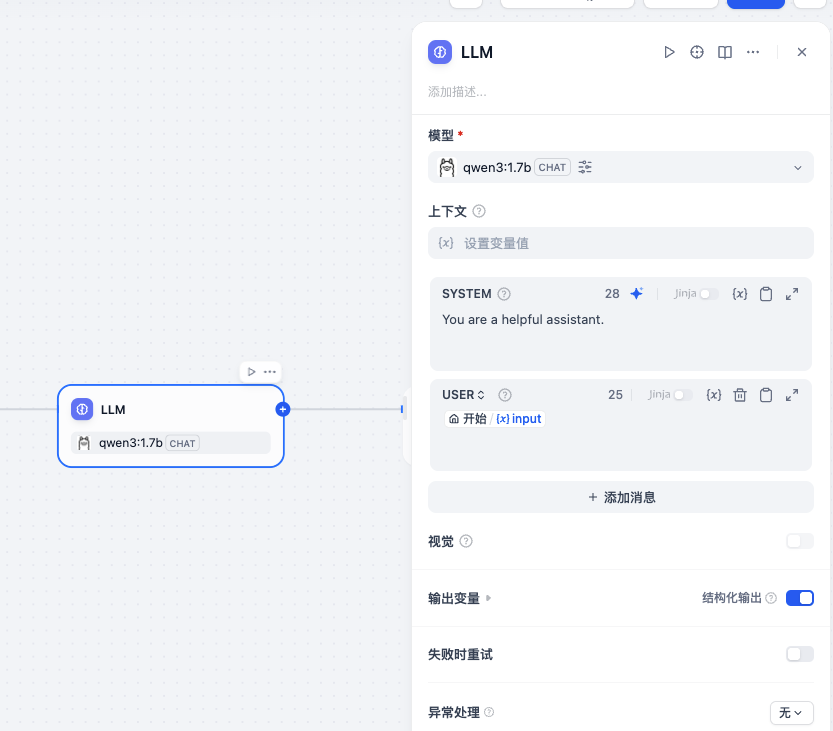 LLM
添加描述...
模型 *
qwen3:1.7b CHAT
上下文
{x} 设置变量值
SYSTEM 28 Jinja {x}
You are a helpful assistant.
USER 25 Jinja {x}
开始 / {x} input
+ 添加消息
视觉
输出变量 结构化输出
失败时重试
异常处理 无
LLM
qwen3:1.7b CHAT